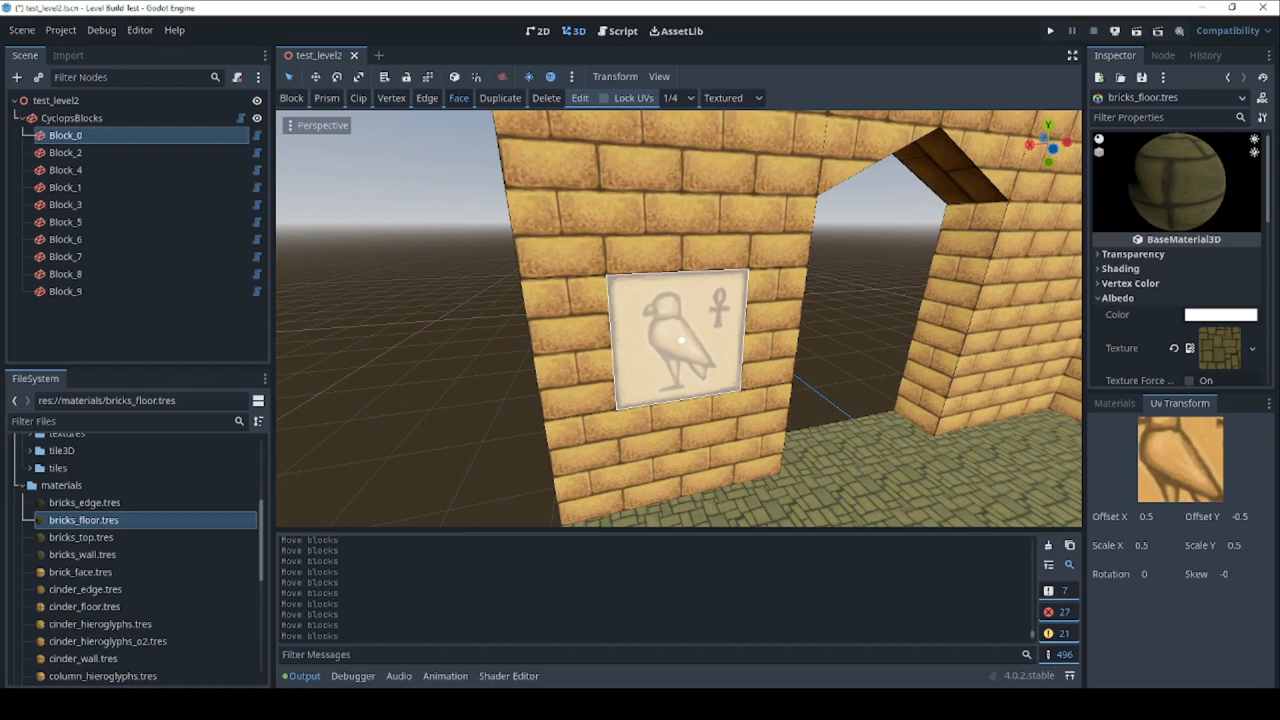 (*) test_level2.tscn - Level Build Test - Godot Engine
Scene Project Debug Editor Help
2D 3D Script AssetLib
Compatibility
Scene Import
test_level2
Inspector Node History
Filter Nodes
Transform View
bricks_floor.tres
Block Prism Clip Vertex Edge Face Duplicate Delete Edit Lock UVs 1/4 Textured
test_level2
CyclopsBlocks
Block_0
Block_2
Block_4
Block_1
Block_3
Block_5
Block_6
Block_7
Block_8
Block_9
Perspective
Y
Filter Properties
BaseMaterial3D
Transparency
Shading
Vertex Color
Albedo
Color
Texture
Texture Force ... On
FileSystem
res://materials/bricks_floor.tres
Filter Files
textures
tile3D
tiles
materials
bricks_edge.tres
bricks_floor.tres
bricks_top.tres
bricks_wall.tres
brick_face.tres
cinder_edge.tres
cinder_floor.tres
cinder_hieroglyphs.tres
cinder_hieroglyphs_o2.tres
cinder_wall.tres
column_hieroglyphs.tres
Materials Uv Transform
Offset X 0.5 Offset Y -0.5
Scale X 0.5 Scale Y 0.5
Rotation 0 Skew -0
Move blocks
Move blocks
Move blocks
Move blocks
Move blocks
Move blocks
Move blocks
Move blocks
Move blocks
Move blocks
7
27
21
496
Filter Messages
Output Debugger Audio Animation Shader Editor
4.0.2.stable